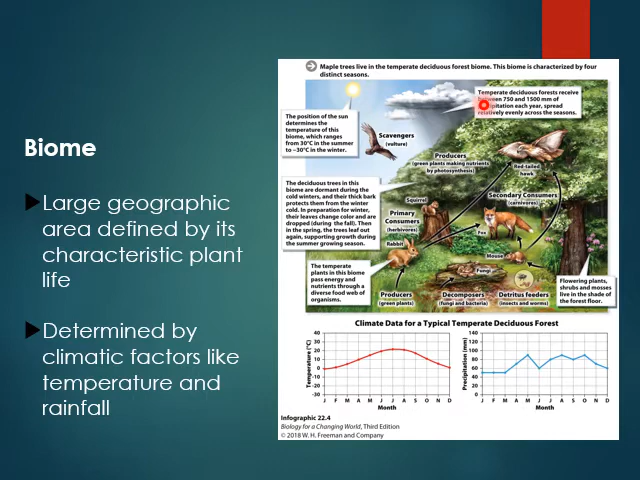 Biome
Large geographic
area defined by its
characteristic plant
life
Determined by
climatic factors like
temperature and
rainfall
Maple trees live in the temperate deciduous forest biome. This biome is characterized by four
distinct seasons.
The position of the sun
determines the
temperature of this
biome, which ranges
from 30°C in the summer
to –30°C in the winter.
Temperate deciduous forests receive
between 750 and 1500 mm of
precipitation each year, spread
relatively evenly across the seasons.
Scavengers
(vulture)
Producers
(green plants making nutrients
by photosynthesis)
Red-tailed
hawk
The deciduous trees in this
biome are dormant during the
cold winters, and their thick bark
protects them from the winter
cold. In preparation for winter,
their leaves change color and are
dropped (during the fall). Then
in the spring, the trees leaf out
again, supporting growth during
the summer growing season.
Squirrel
Secondary Consumers
(carnivores)
Primary
Consumers
(herbivores)
Rabbit
Fox
Mouse
Fungi
The temperate
plants in this biome
pass energy and
nutrients through a
diverse food web of
organisms.
Producers
(green plants)
Decomposers
(fungi and bacteria)
Detritus feeders
(insects and worms)
Flowering plants,
shrubs and mosses
live in the shade of
the forest floor.
Climate Data for a Typical Temperate Deciduous Forest
Temperature (°C)
40
30
20
10
0
-10
-20
-30
J F M A M J J A S O N D
Month
Precipitation (mm)
140
120
100
80
60
40
20
0
J F M A M J J A S O N D
Month
Infographic 22.4
Biology for a Changing World, Third Edition
© 2018 W. H. Freeman and Company